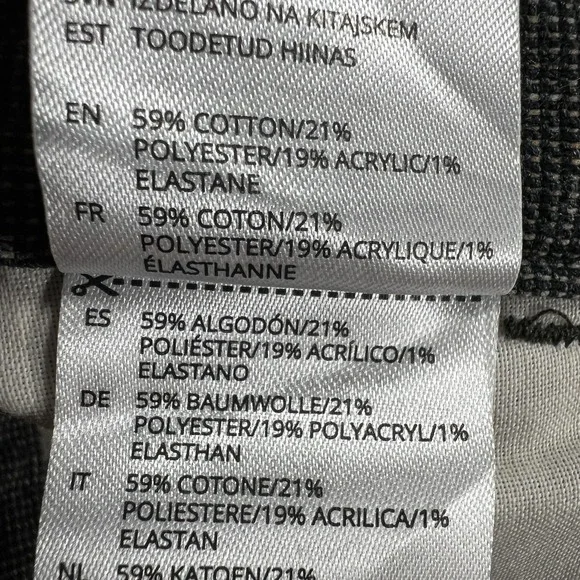 SVN IZDELANO NA KITAJSKEM
EST TOODETUD HIINAS
EN 59% COTTON/21%
POLYESTER/19% ACRYLIC/1%
ELASTANE
FR 59% COTON/21%
POLYESTER/19% ACRYLIQUE/1%
ÉLASTHANNE
ES 59% ALGODÓN/21%
POLIÉSTER/19% ACRÍLICO/1%
ELASTANO
DE 59% BAUMWOLLE/21%
POLYESTER/19% POLYACRYL/1%
ELASTHAN
IT 59% COTONE/21%
POLIESTERE/19% ACRILICA/1%
ELASTAN
NL 59% KATOEN/21%